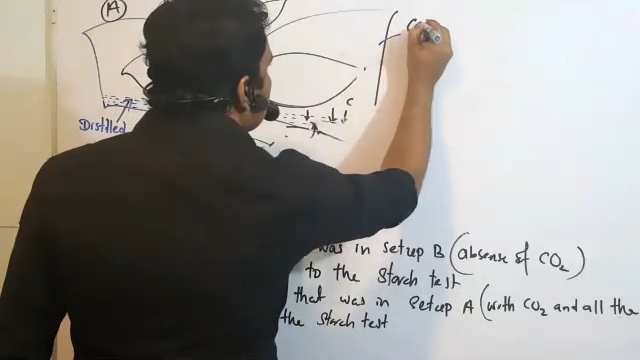 A
Distilled
c
was in setup B (absense of CO2)
to the Starch test
that was in setup A (with CO2 and all the
the Starch test